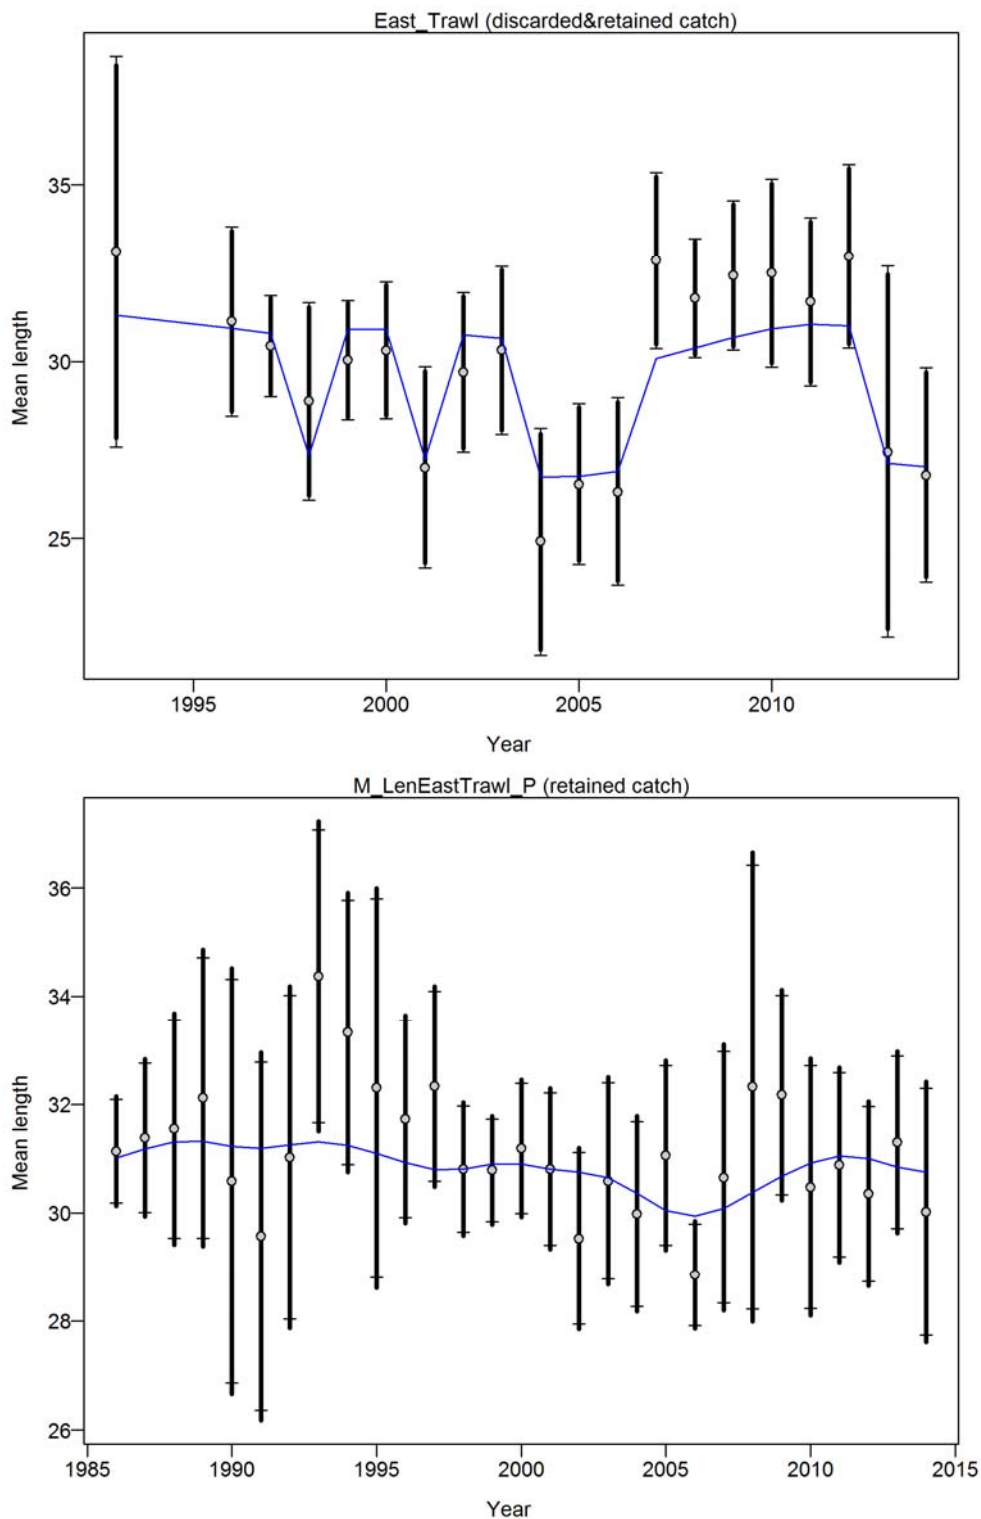 East_Trawl (discarded&retained catch)
35
30
25
Mean length
1995 2000 2005 2010
Year
M_LenEastTrawl_P (retained catch)
36
34
32
30
28
26
Mean length
1985 1990 1995 2000 2005 2010 2015
Year